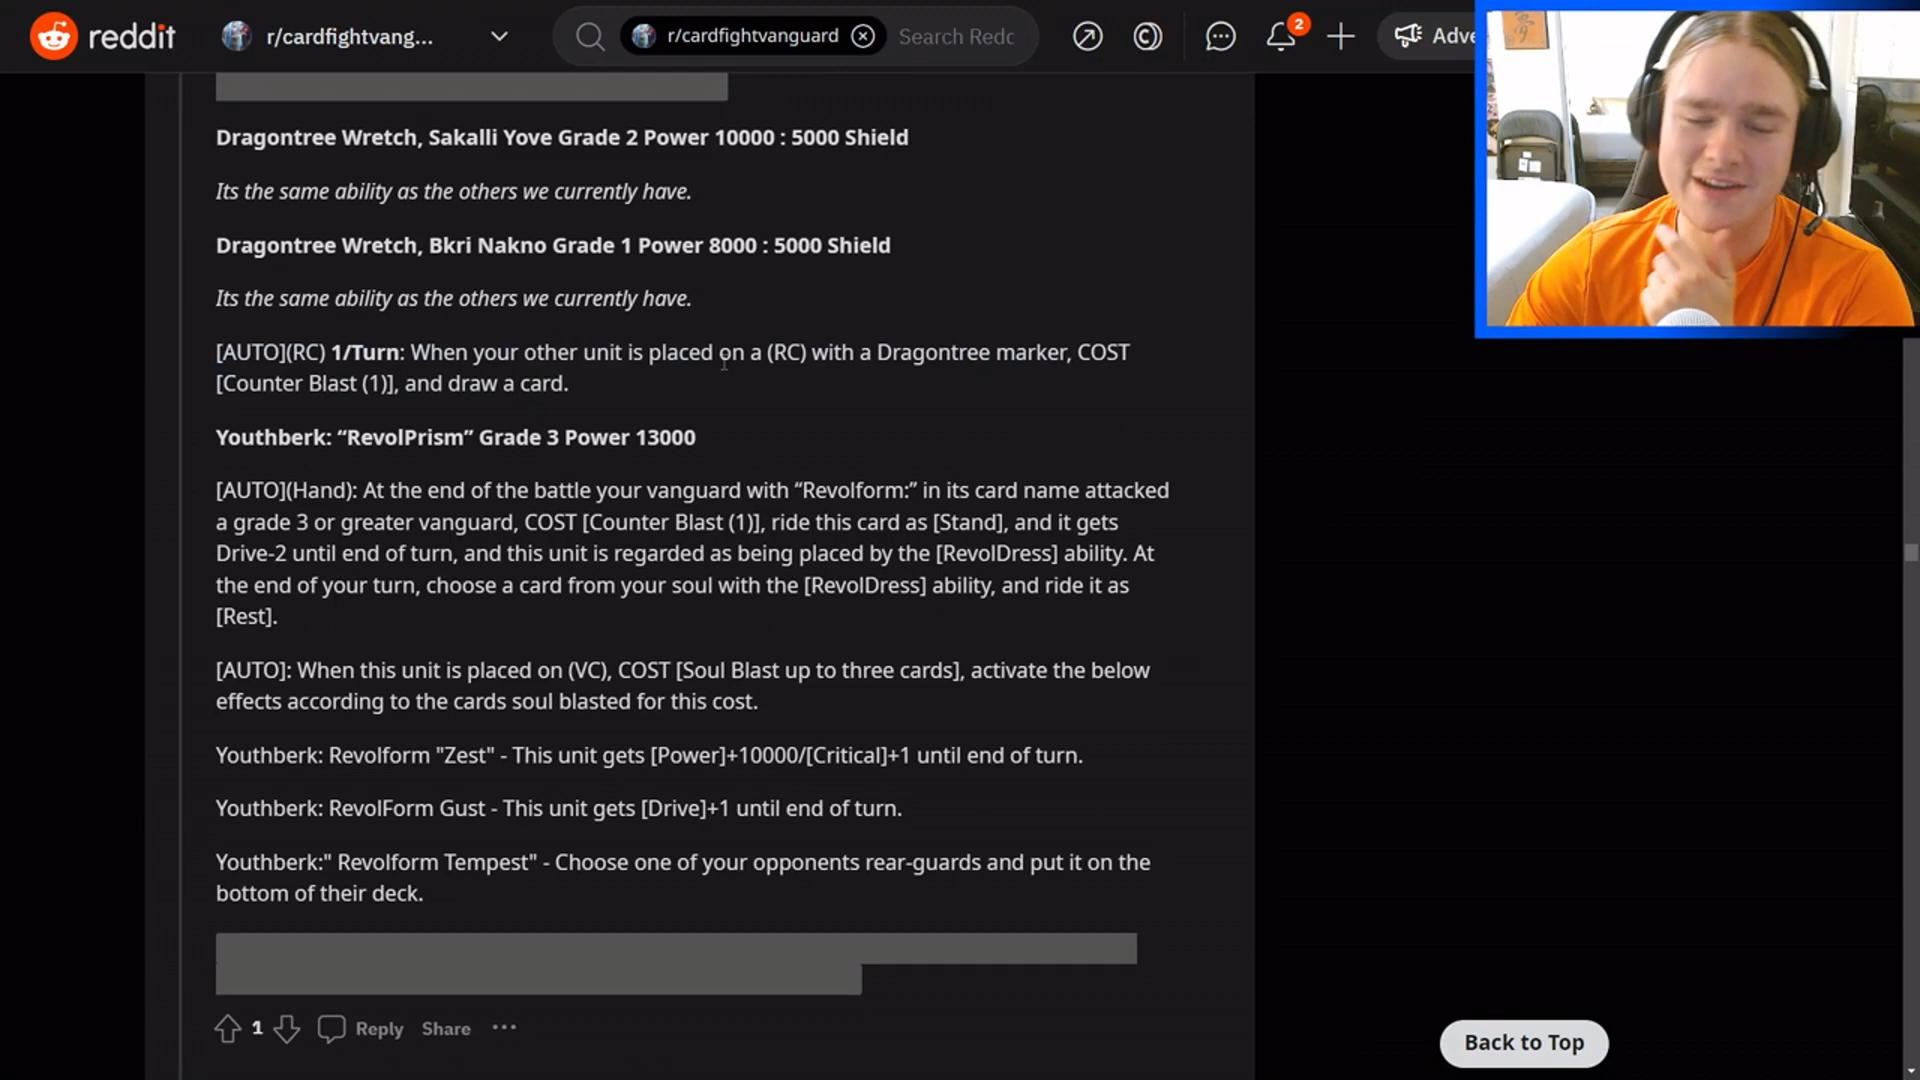 reddit r/cardfightvang... r/cardfightvanguard Search Redc 2 Adve
Dragontree Wretch, Sakalli Yove Grade 2 Power 10000 : 5000 Shield
Its the same ability as the others we currently have.
Dragontree Wretch, Bkri Nakno Grade 1 Power 8000 : 5000 Shield
Its the same ability as the others we currently have.
[AUTO](RC) 1/Turn: When your other unit is placed on a (RC) with a Dragontree marker, COST
[Counter Blast (1)], and draw a card.
Youthberk: “RevolPrism” Grade 3 Power 13000
[AUTO](Hand): At the end of the battle your vanguard with “Revolform:” in its card name attacked
a grade 3 or greater vanguard, COST [Counter Blast (1)], ride this card as [Stand], and it gets
Drive-2 until end of turn, and this unit is regarded as being placed by the [RevolDress] ability. At
the end of your turn, choose a card from your soul with the [RevolDress] ability, and ride it as
[Rest].
[AUTO]: When this unit is placed on (VC), COST [Soul Blast up to three cards], activate the below
effects according to the cards soul blasted for this cost.
Youthberk: Revolform "Zest" - This unit gets [Power]+10000/[Critical]+1 until end of turn.
Youthberk: RevolForm Gust - This unit gets [Drive]+1 until end of turn.
Youthberk:" Revolform Tempest" - Choose one of your opponents rear-guards and put it on the
bottom of their deck.
1 Reply Share ...
Back to Top